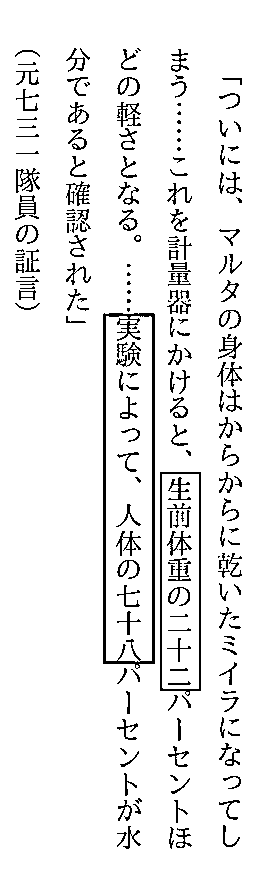 「ついには、マルタの身体はからからに乾いたミイラになってし
まう……これを計量器にかけると、生前体重の二十二パーセントほ
どの軽さとなる。……実験によって、人体の七十八パーセントが水
分であると確認された」
（元七三一隊員の証言）